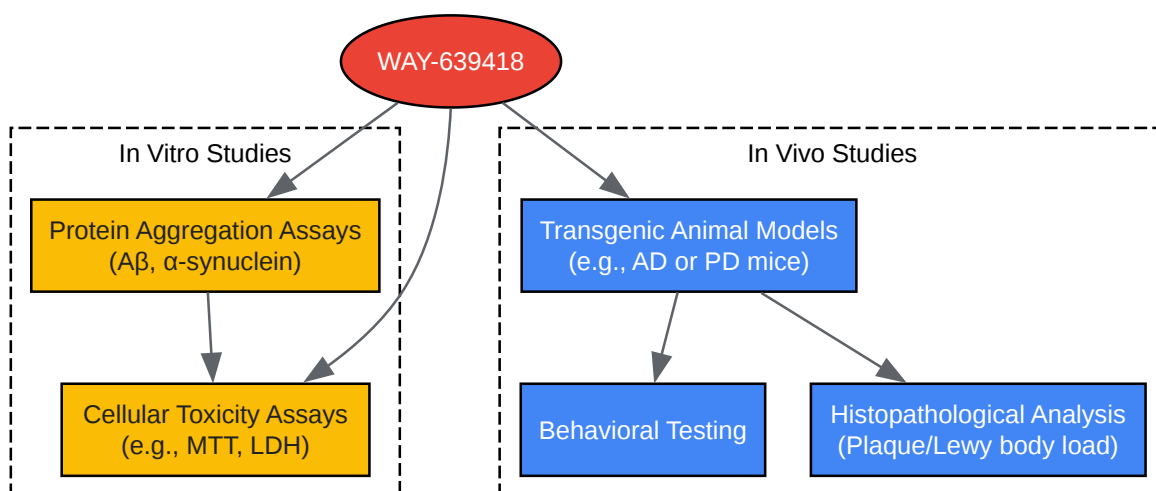 WAY-639418
In Vitro Studies
In Vivo Studies
Protein Aggregation Assays
(Aβ, α-synuclein)
Transgenic Animal Models
(e.g., AD or PD mice)
Cellular Toxicity Assays
(e.g., MTT, LDH)
Behavioral Testing
Histopathological Analysis
(Plaque/Lewy body load)